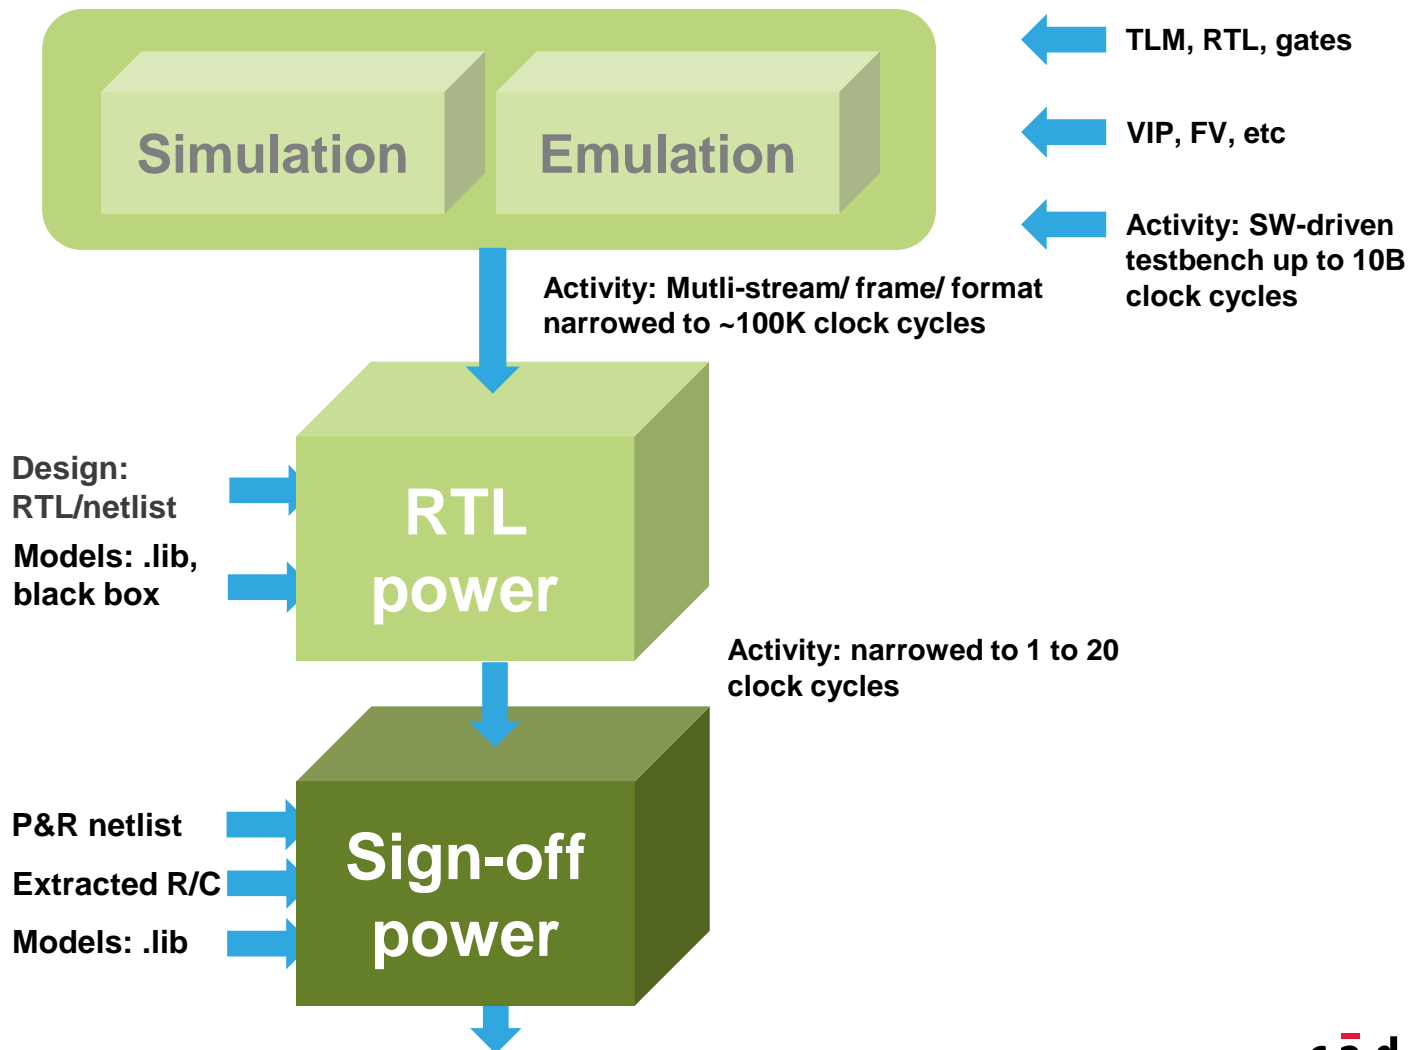 Simulation
Emulation
TLM, RTL, gates
VIP, FV, etc
Activity: SW-driven
testbench up to 10B
clock cycles
Activity: Mutli-stream/ frame/ format
narrowed to ~100K clock cycles
Design:
RTL/netlist
Models: .lib,
black box
RTL
power
Activity: narrowed to 1 to 20
clock cycles
P&R netlist
Extracted R/C
Models: .lib
Sign-off
power